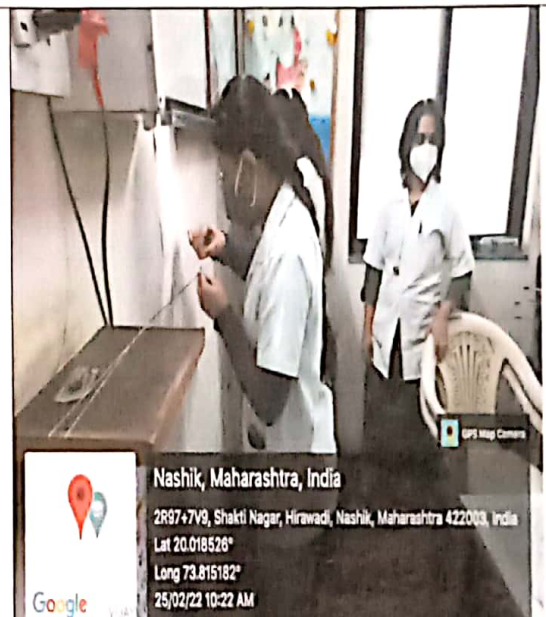 GPS Map Camera
Nashik, Maharashtra, India
2R97+7V9, Shakti Nagar, Hirawadi, Nashik, Maharashtra 422003, India
Lat 20.018526°
Long 73.815182°
25/02/22 10:22 AM
Google